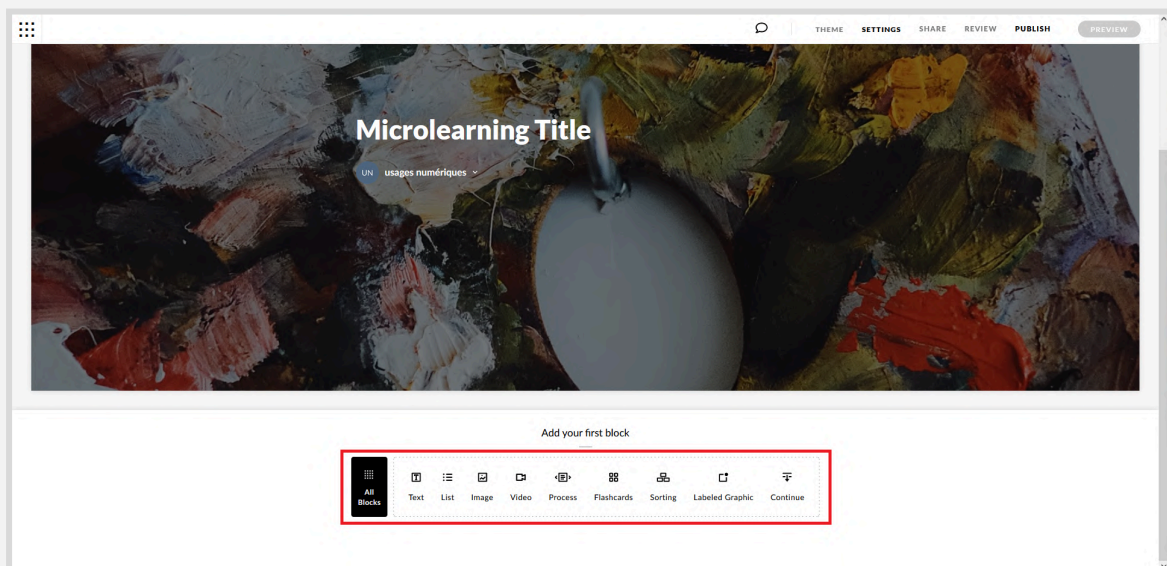 THEME SETTINGS SHARE REVIEW PUBLISH PREVIEW
Microlearning Title
UN usages numériques
Add your first block
All Blocks
Text List Image Video Process Flashcards Sorting Labeled Graphic Continue